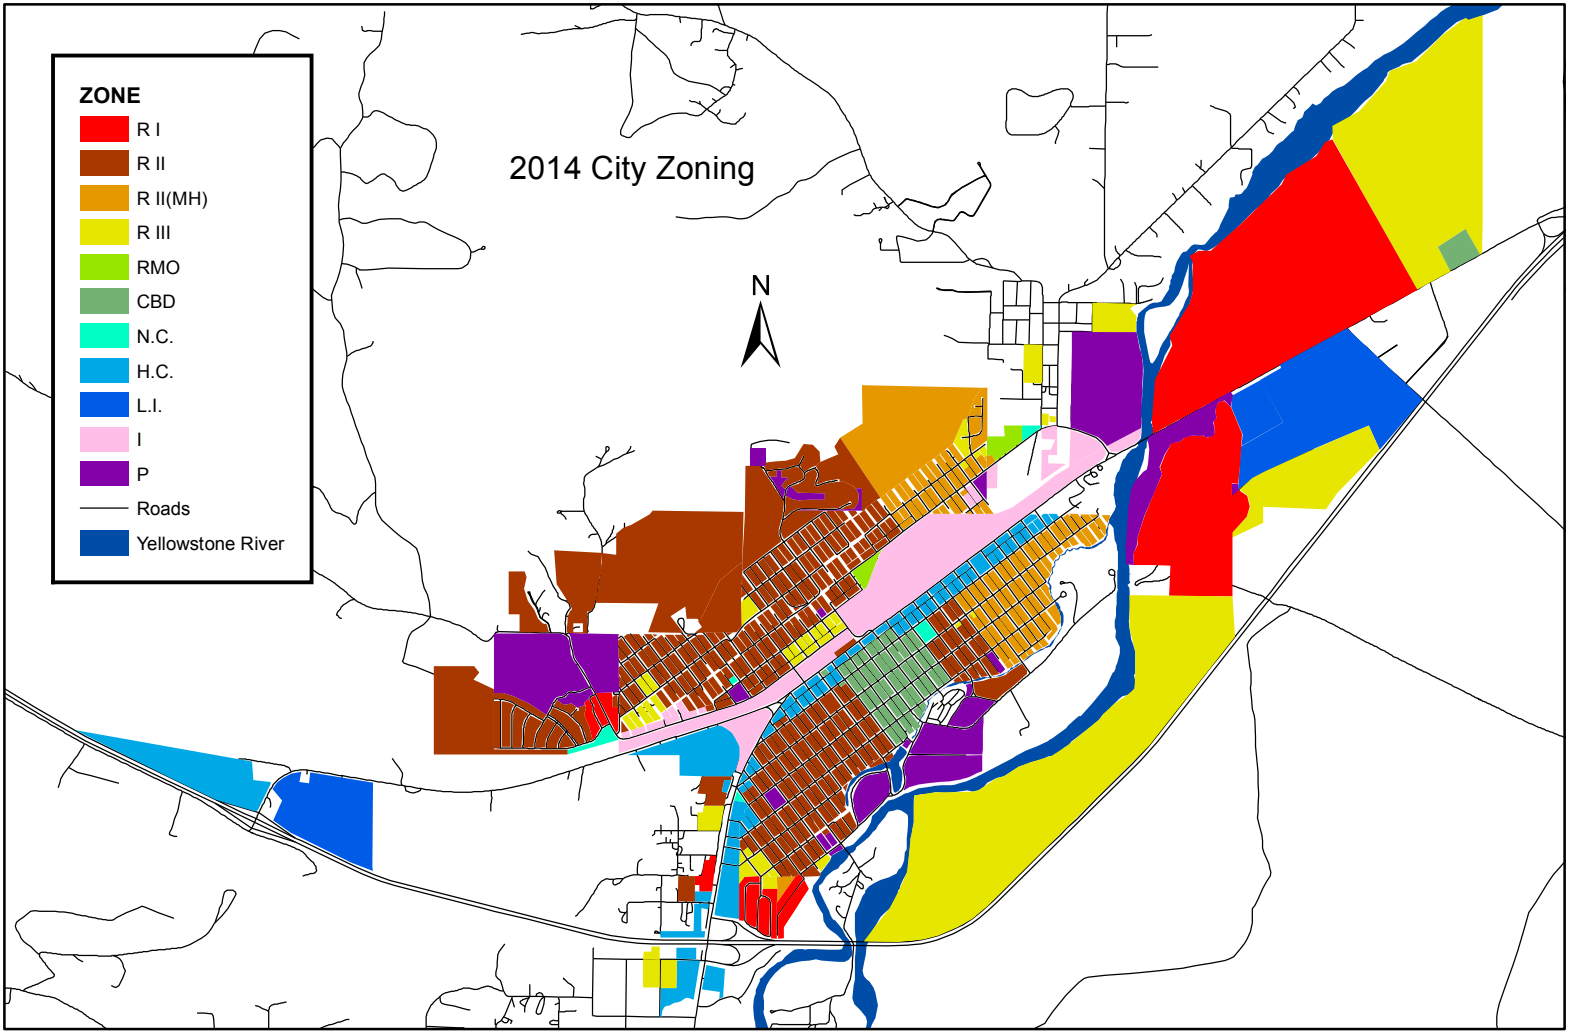 2014 City Zoning
N
ZONE
R I
R II
R II(MH)
R III
RMO
CBD
N.C.
H.C.
L.I.
I
P
Roads
Yellowstone River